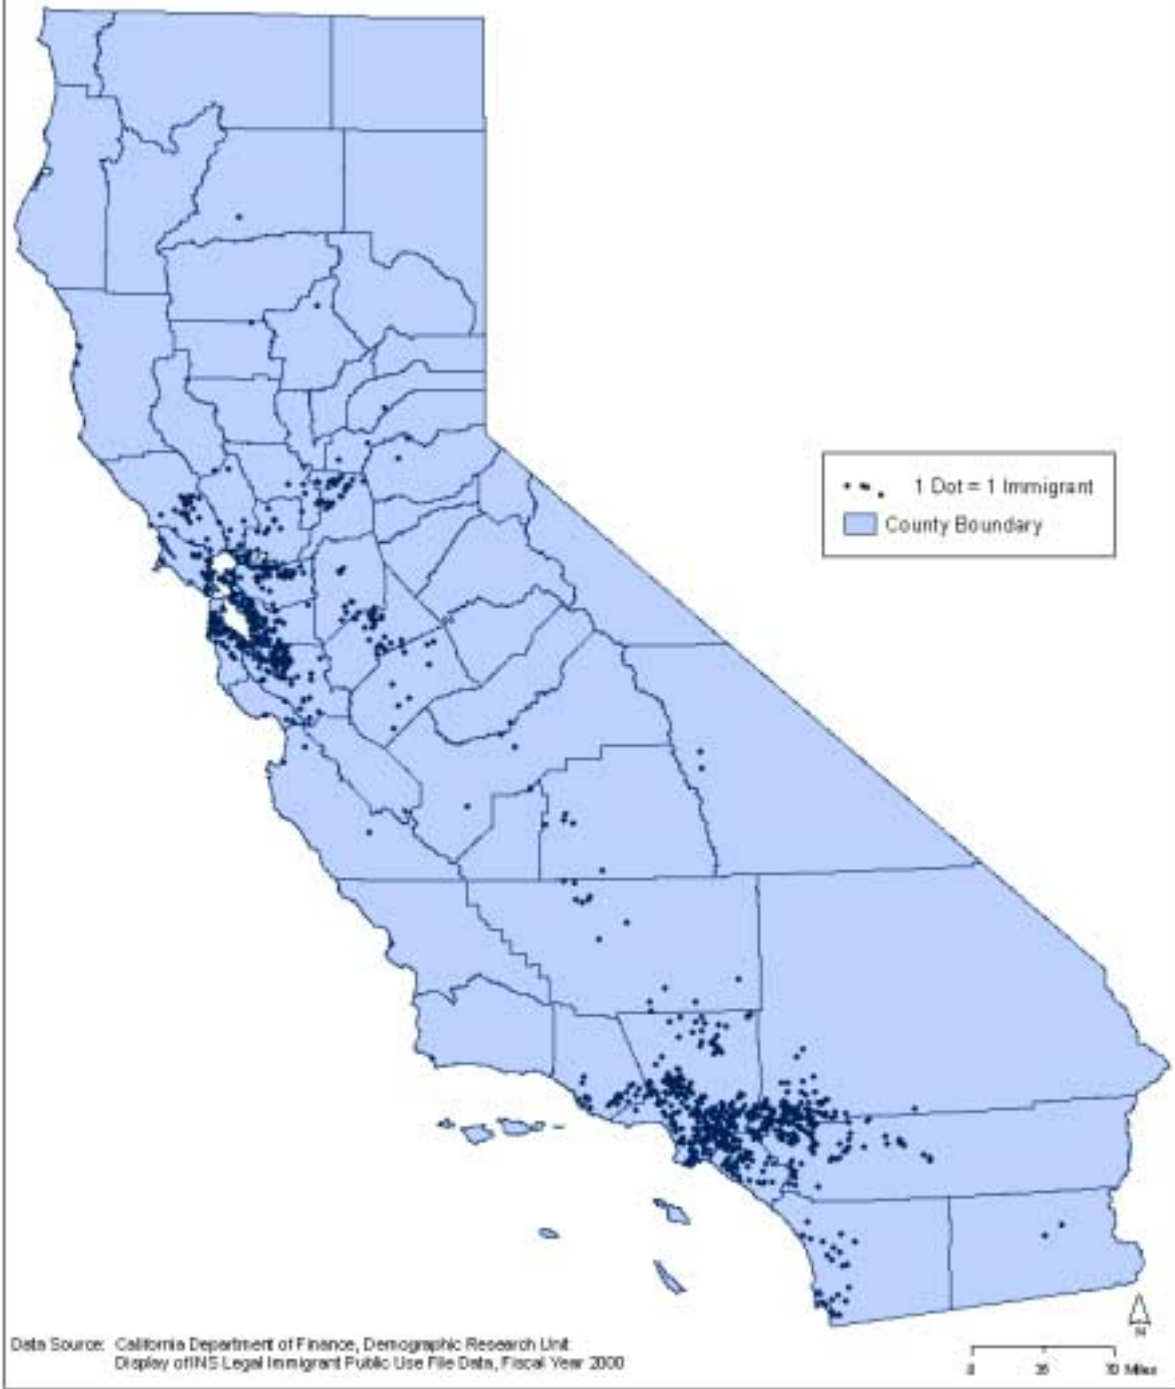 1 Dot = 1 Immigrant
County Boundary
Data Source: California Department of Finance, Demographic Research Unit
Display of INS Legal Immigrant Public Use File Data, Fiscal Year 2000
N
Miles